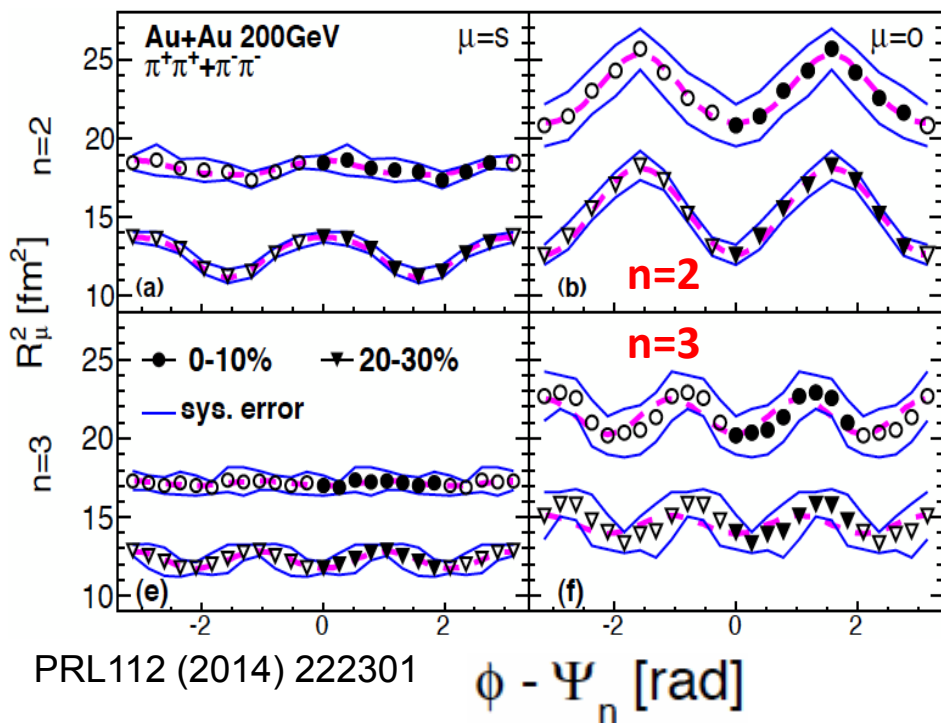 Au+Au 200GeV
π⁺π⁺+π⁻π⁻
μ=s
μ=o
25
20
15
10
n=2
(a)
(b)
n=2
R²μ [fm²]
n=3
0-10%
20-30%
sys. error
n=3
25
20
15
10
(e)
(f)
-2
0
2
-2
0
2
PRL112 (2014) 222301
ϕ - Ψₙ [rad]